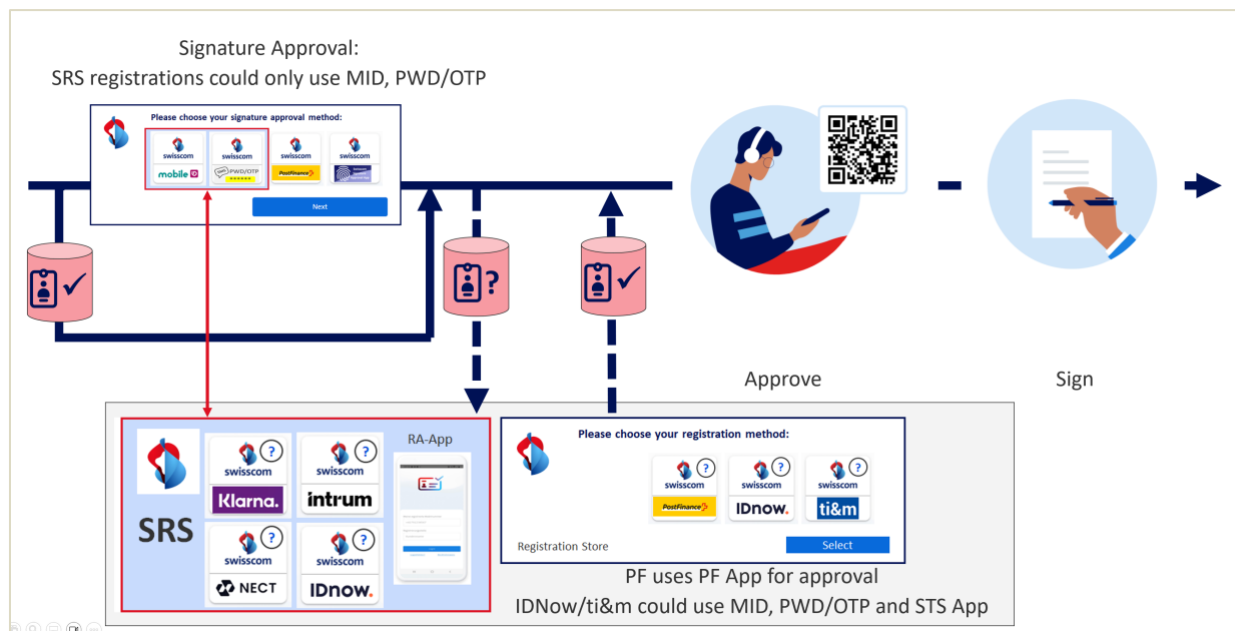 Signature Approval:
SRS registrations could only use MID, PWD/OTP
Please choose your signature approval method:
swisscom
swisscom
swisscom
swisscom
mobile
PWD/OTP
PostFinance
Next
?
Approve
Sign
SRS
?
swisscom
Klarna.
?
swisscom
intrum
?
swisscom
NECT
?
swisscom
IDnow.
RA-App
Please choose your registration method:
?
swisscom
PostFinance
?
swisscom
IDnow.
?
swisscom
ti&m
Registration Store
Select
PF uses PF App for approval
IDNow/ti&m could use MID, PWD/OTP and STS App